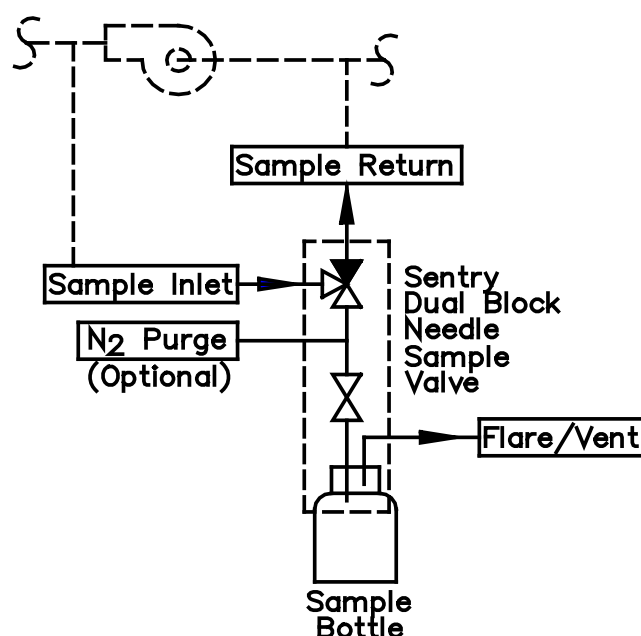 Sample Return
Sample Inlet
Sentry
Dual Block
Needle
Sample
Valve
N2 Purge
(Optional)
Flare/Vent
Sample
Bottle